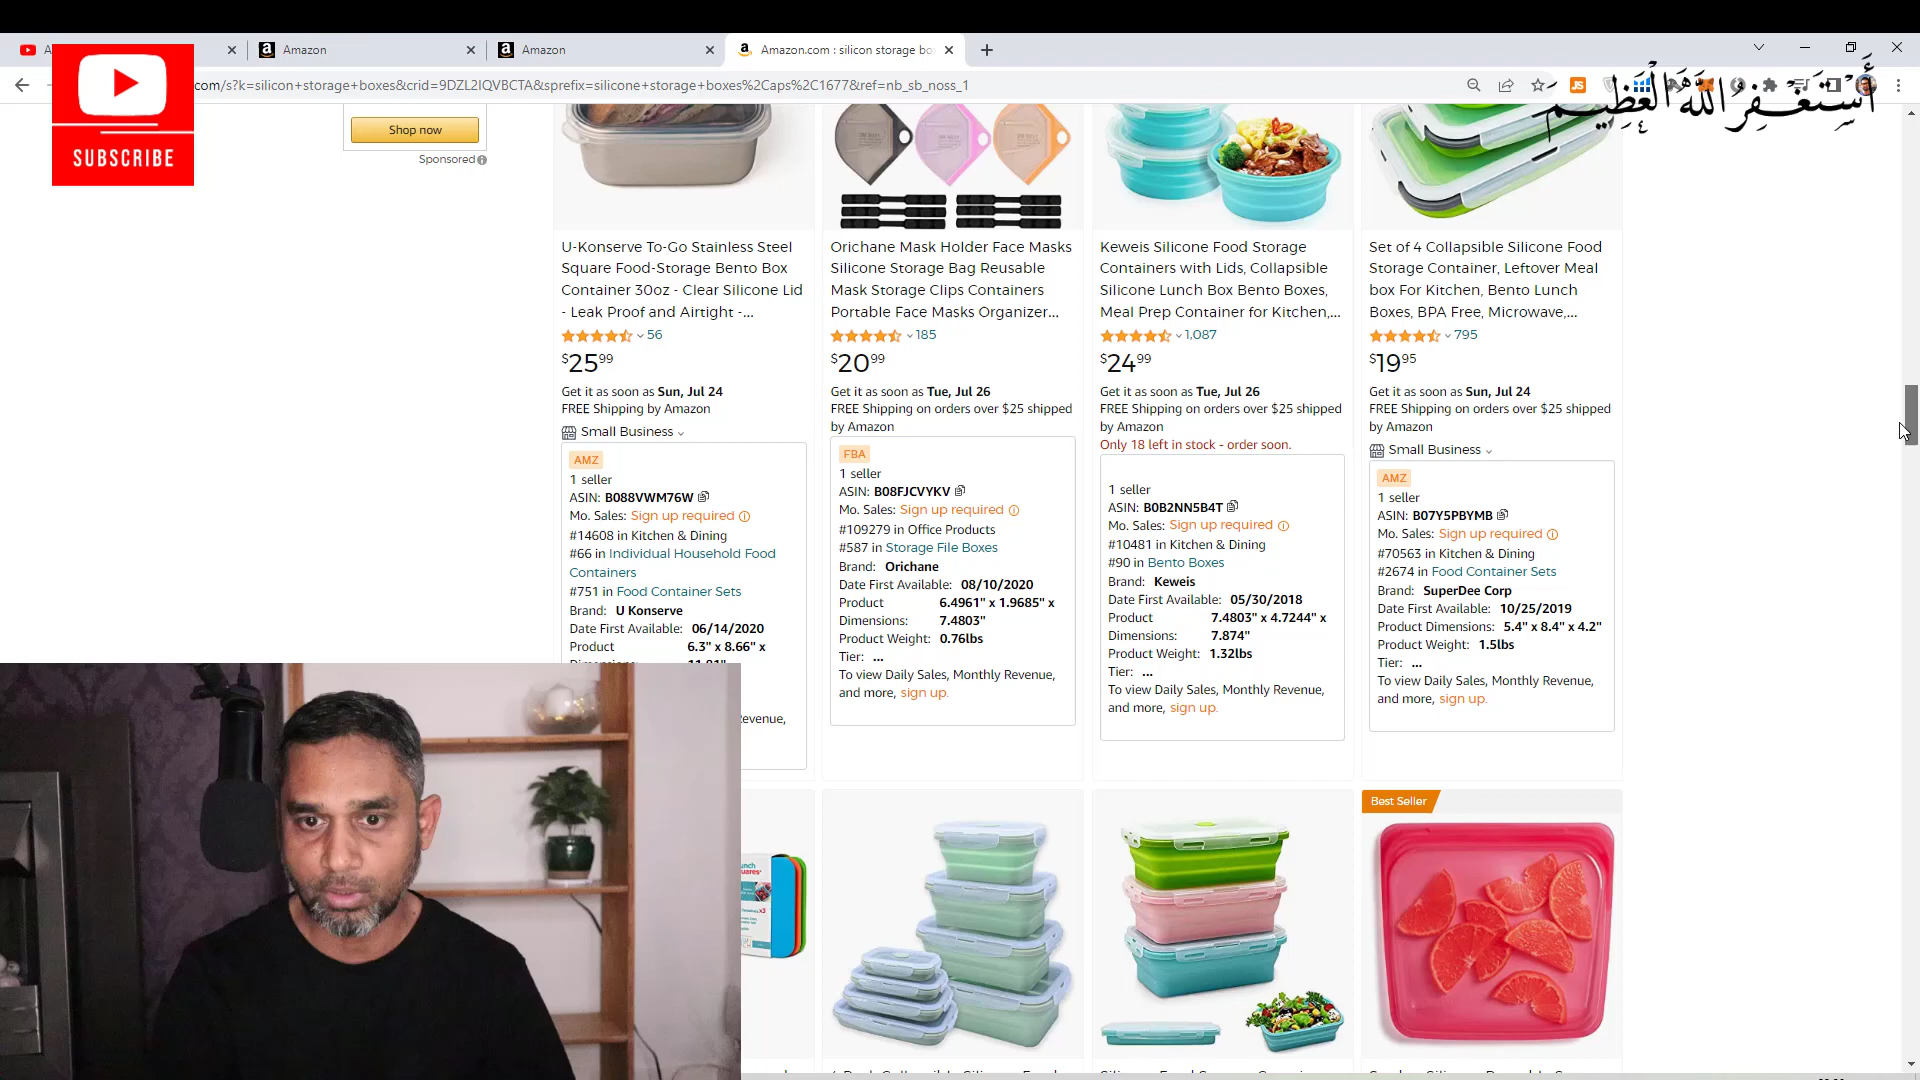 Amazon
Amazon
Amazon.com : silicon storage bo
.com/s?k=silicon+storage+boxes&crid=9DZL2IQVBCTA&sprefix=silicone+storage+boxes%2Caps%2C1677&ref=nb_sb_noss_1
SUBSCRIBE
أَسْتَغْفِرُ اللَّهَ الْعَظِيْمَ
Shop now
Sponsored
U-Konserve To-Go Stainless Steel
Square Food-Storage Bento Box
Container 30oz - Clear Silicone Lid
- Leak Proof and Airtight -...
56
$25 99
Get it as soon as Sun, Jul 24
FREE Shipping by Amazon
Small Business
AMZ
1 seller
ASIN: B088VWM76W
Mo. Sales: Sign up required
#14608 in Kitchen & Dining
#66 in Individual Household Food
Containers
#751 in Food Container Sets
Brand: U Konserve
Date First Available: 06/14/2020
Product 6.3" x 8.66" x
evenue,
Orichane Mask Holder Face Masks
Silicone Storage Bag Reusable
Mask Storage Clips Containers
Portable Face Masks Organizer...
185
$20 99
Get it as soon as Tue, Jul 26
FREE Shipping on orders over $25 shipped
by Amazon
FBA
1 seller
ASIN: B08FJCVYKV
Mo. Sales: Sign up required
#109279 in Office Products
#587 in Storage File Boxes
Brand: Orichane
Date First Available: 08/10/2020
Product 6.4961" x 1.9685" x
Dimensions: 7.4803"
Product Weight: 0.76lbs
Tier: ...
To view Daily Sales, Monthly Revenue,
and more, sign up.
Keweis Silicone Food Storage
Containers with Lids, Collapsible
Silicone Lunch Box Bento Boxes,
Meal Prep Container for Kitchen,...
1,087
$24 99
Get it as soon as Tue, Jul 26
FREE Shipping on orders over $25 shipped
by Amazon
Only 18 left in stock - order soon.
1 seller
ASIN: B0B2NN5B4T
Mo. Sales: Sign up required
#10481 in Kitchen & Dining
#90 in Bento Boxes
Brand: Keweis
Date First Available: 05/30/2018
Product 7.4803" x 4.7244" x
Dimensions: 7.874"
Product Weight: 1.32lbs
Tier: ...
To view Daily Sales, Monthly Revenue,
and more, sign up.
Set of 4 Collapsible Silicone Food
Storage Container, Leftover Meal
box For Kitchen, Bento Lunch
Boxes, BPA Free, Microwave,...
795
$19 95
Get it as soon as Sun, Jul 24
FREE Shipping on orders over $25 shipped
by Amazon
Small Business
AMZ
1 seller
ASIN: B07Y5PBYMB
Mo. Sales: Sign up required
#70563 in Kitchen & Dining
#2674 in Food Container Sets
Brand: SuperDee Corp
Date First Available: 10/25/2019
Product Dimensions: 5.4" x 8.4" x 4.2"
Product Weight: 1.5lbs
Tier: ...
To view Daily Sales, Monthly Revenue,
and more, sign up.
Best Seller